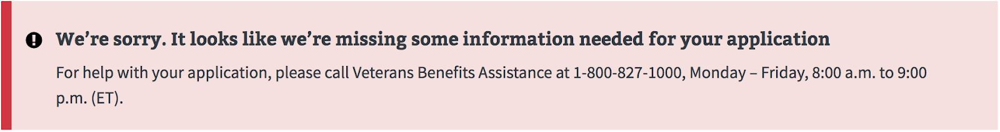 We’re sorry. It looks like we’re missing some information needed for your application
For help with your application, please call Veterans Benefits Assistance at 1-800-827-1000, Monday – Friday, 8:00 a.m. to 9:00
p.m. (ET).